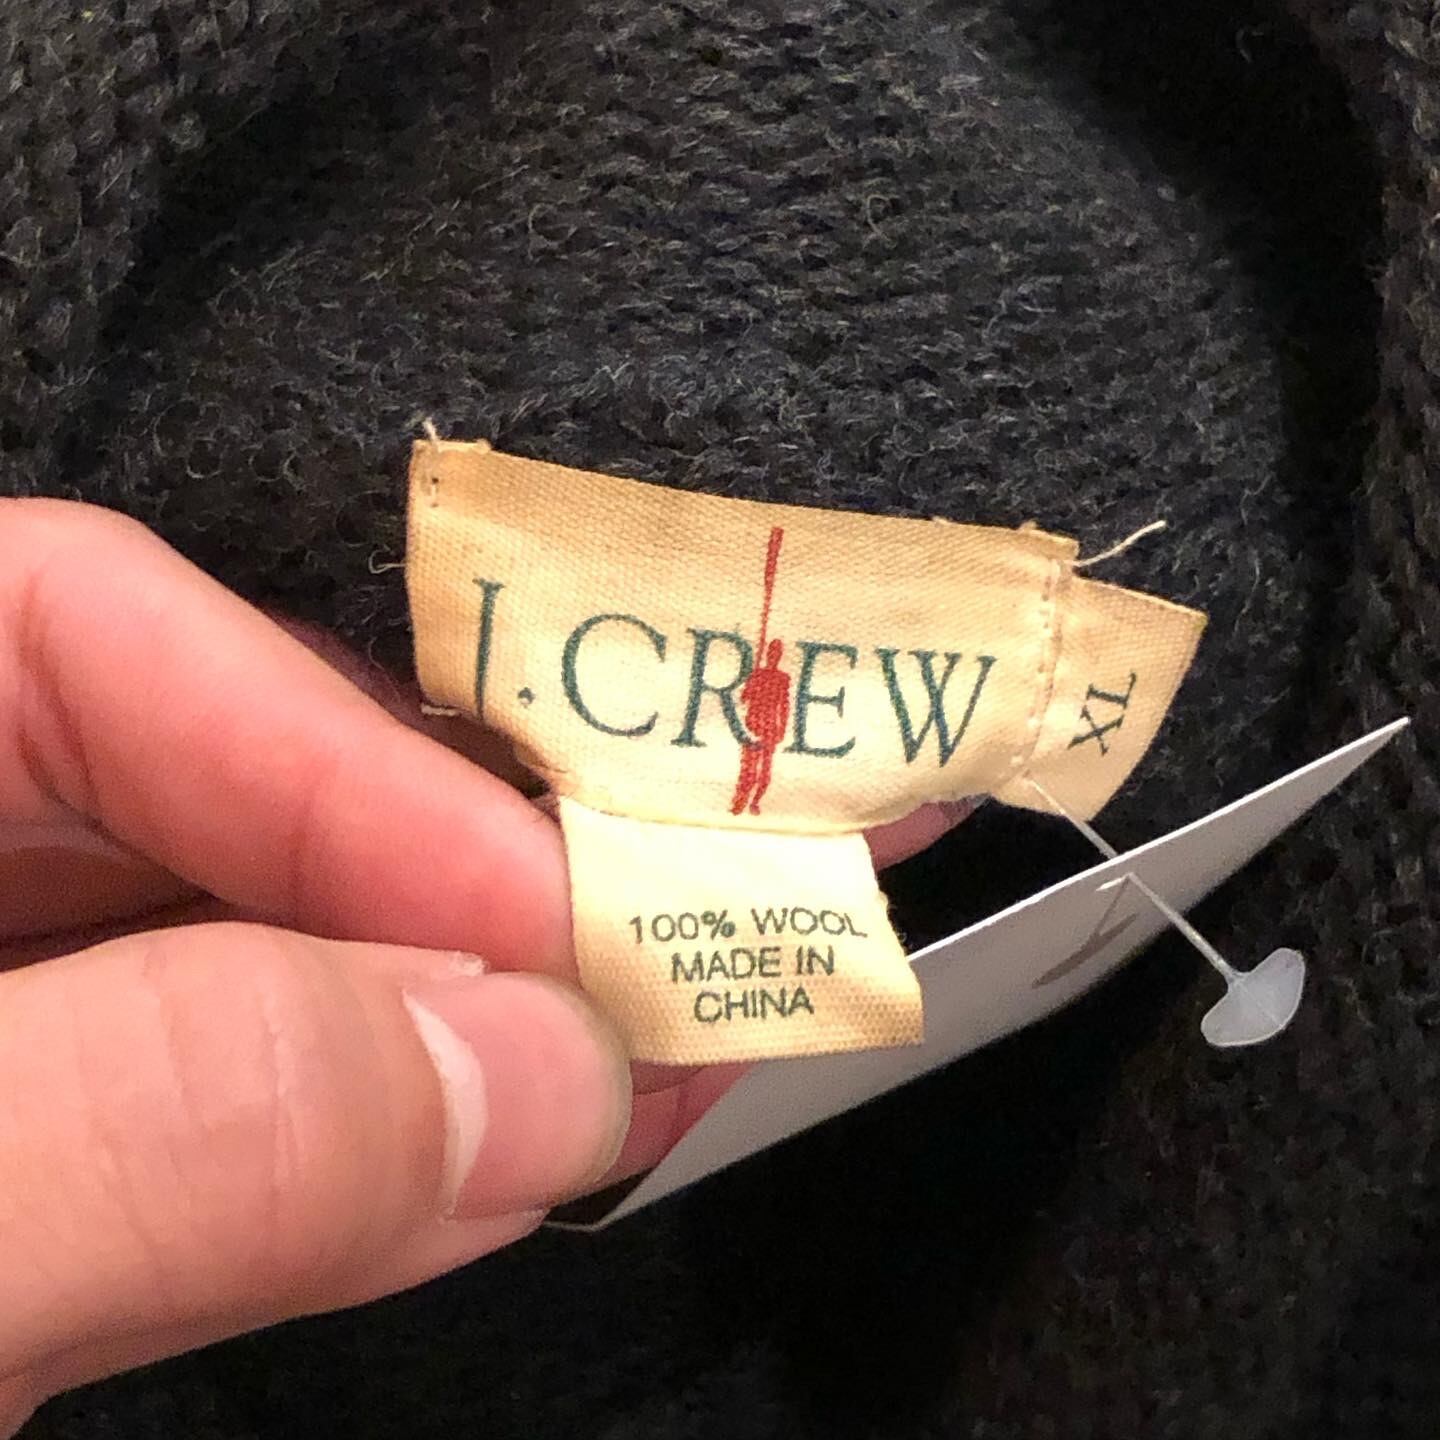 J.CREW
XL
100% WOOL
MADE IN
CHINA